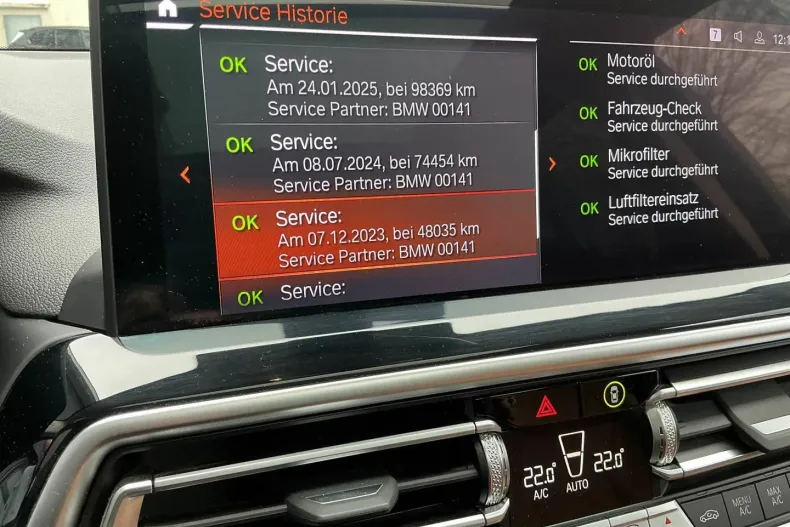 Service Historie
7
OK Service:
Am 24.01.2025, bei 98369 km
Service Partner: BMW 00141
OK Service:
Am 08.07.2024, bei 74454 km
Service Partner: BMW 00141
OK Service:
Am 07.12.2023, bei 48035 km
Service Partner: BMW 00141
OK Service:
OK Motoröl
Service durchgeführt
OK Fahrzeug-Check
Service durchgeführt
OK Mikrofilter
Service durchgeführt
OK Luftfiltereinsatz
Service durchgeführt
22.0° 22.0°
A/C AUTO
MENU
A/C
MAX
A/C